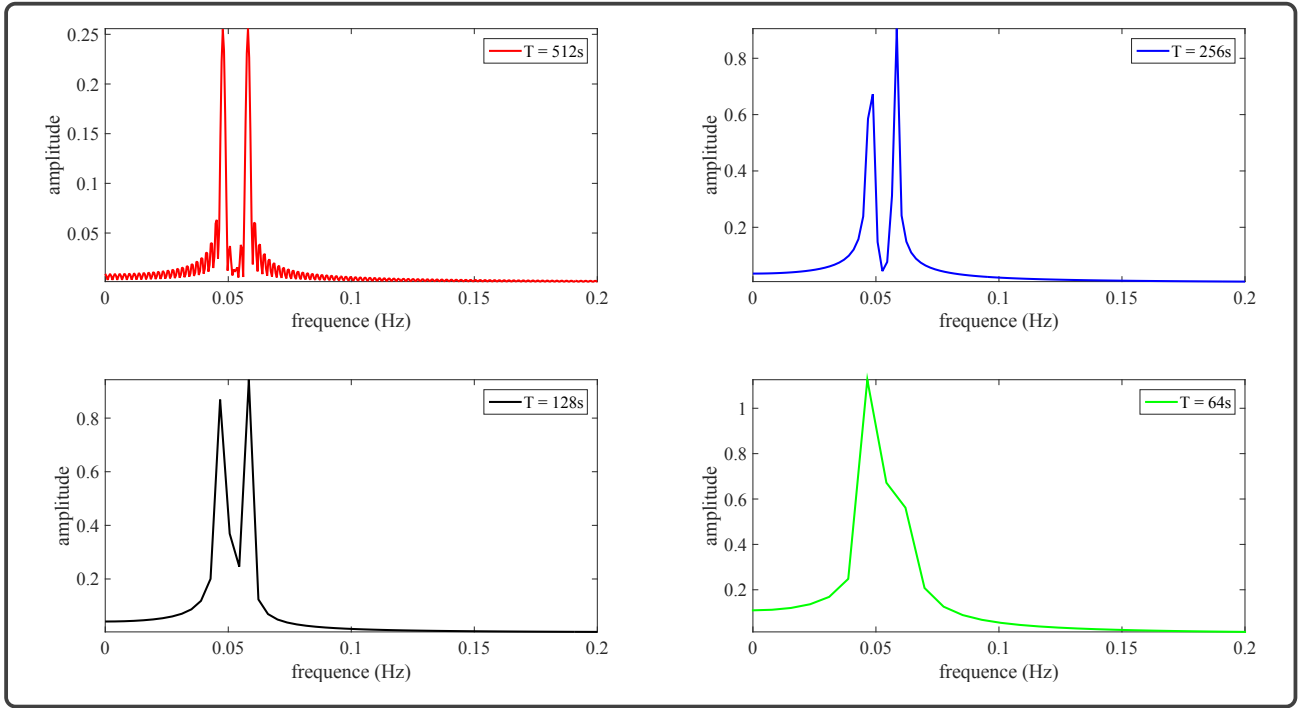 T = 512s
0.25
0.2
0.15
0.1
0.05
amplitude
0 0.05 0.1 0.15 0.2
frequence (Hz)
T = 256s
0.8
0.6
0.4
0.2
amplitude
0 0.05 0.1 0.15 0.2
frequence (Hz)
T = 128s
0.8
0.6
0.4
0.2
amplitude
0 0.05 0.1 0.15 0.2
frequence (Hz)
T = 64s
1
0.8
0.6
0.4
0.2
amplitude
0 0.05 0.1 0.15 0.2
frequence (Hz)